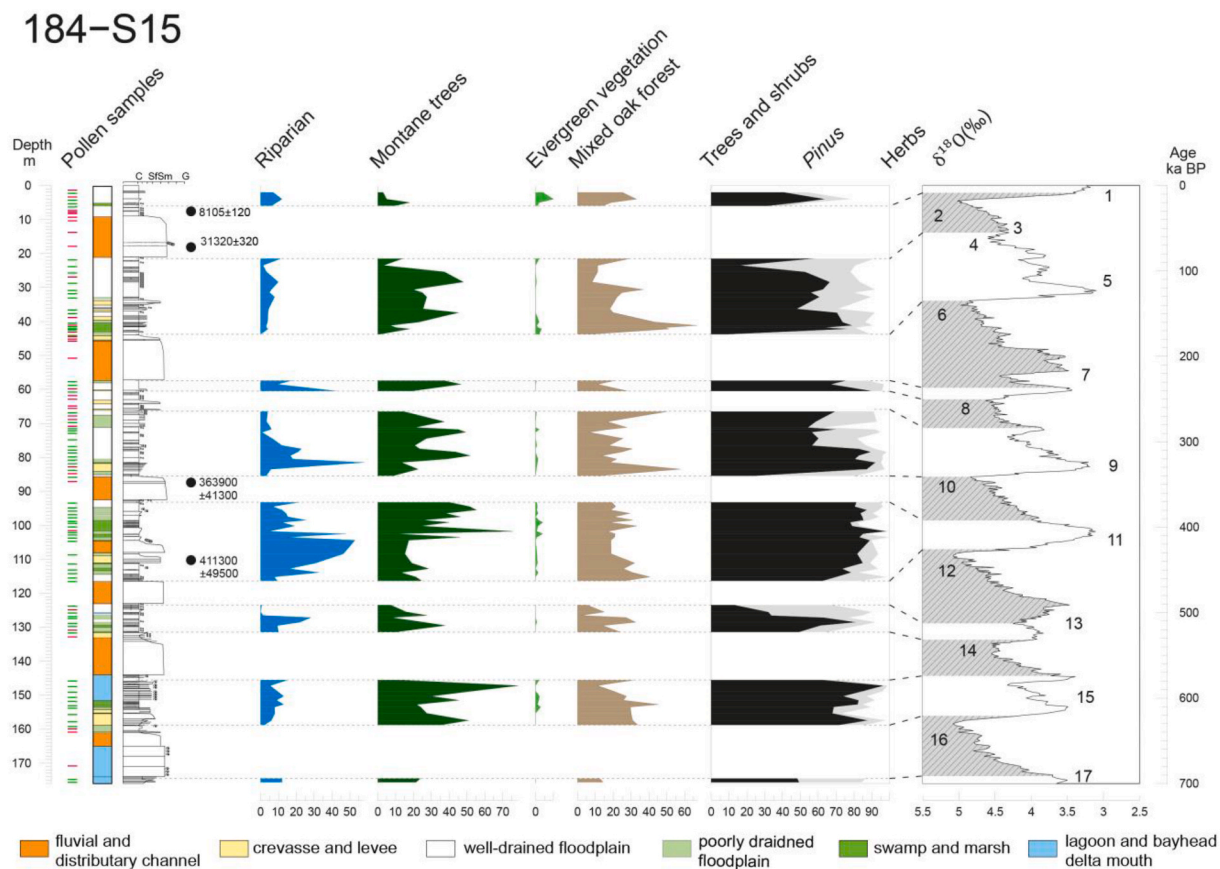 184–S15
Pollen samples
Riparian
Montane trees
Evergreen vegetation
Mixed oak forest
Trees and shrubs
Pinus
Herbs
δ18O(‰)
Depth
m
C SfSm G
Age
ka BP
0
10
20
30
40
50
60
70
80
90
100
110
120
130
140
150
160
170
8105±120
31320±320
363900
±41300
411300
±49500
1
2
3
4
5
6
7
8
9
10
11
12
13
14
15
16
17
0
100
200
300
400
500
600
700
0 10 20 30 40 50
0 10 20 30 40 50 60 70
0 10
0 10 20 30 40 50 60
0 10 20 30 40 50 60 70 80 90
5.5 5 4.5 4 3.5 3 2.5
fluvial and
distributary channel
crevasse and levee
well-drained floodplain
poorly draidned
floodplain
swamp and marsh
lagoon and bayhead
delta mouth